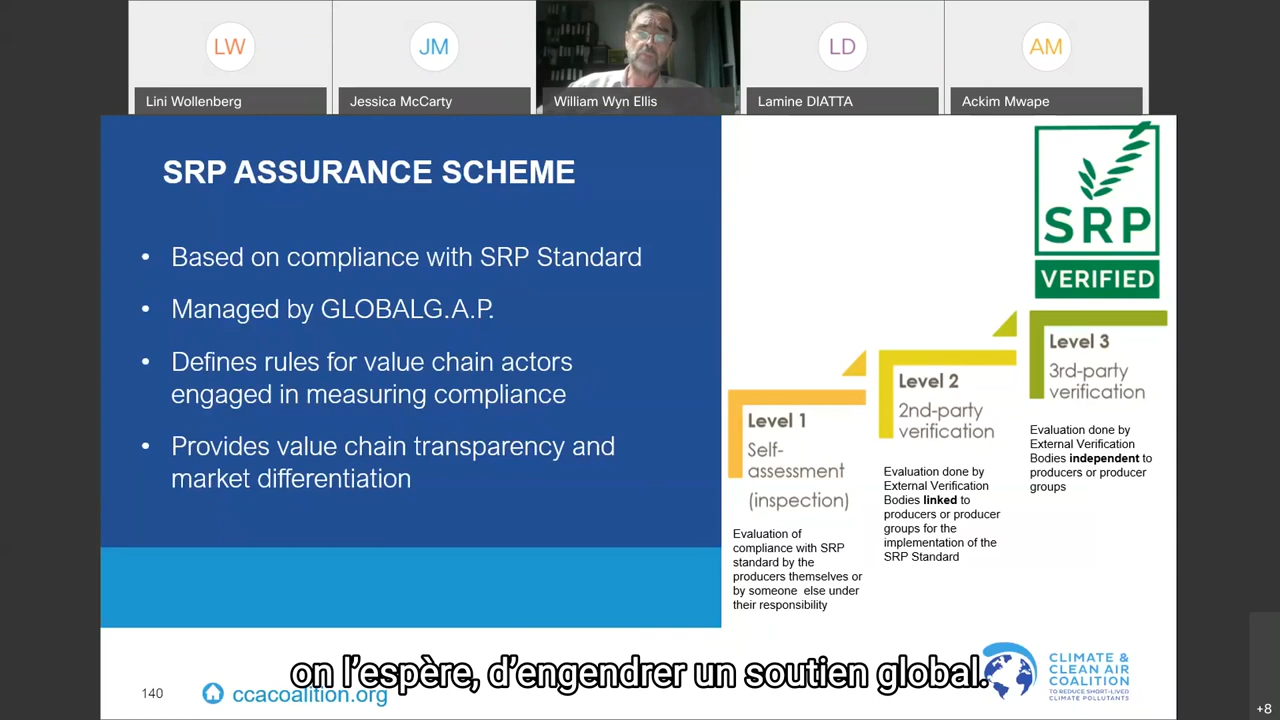 LW
JM
LD
AM
Lini Wollenberg
Jessica McCarty
William Wyn Ellis
Lamine DIATTA
Ackim Mwape
SRP ASSURANCE SCHEME
• Based on compliance with SRP Standard
• Managed by GLOBALG.A.P.
• Defines rules for value chain actors
engaged in measuring compliance
• Provides value chain transparency and
market differentiation
SRP
VERIFIED
Level 1
Self-
assessment
(inspection)
Evaluation of
compliance with SRP
standard by the
producers themselves or
by someone else under
their responsibility
Level 2
2nd-party
verification
Evaluation done by
External Verification
Bodies linked to
producers or producer
groups for the
implementation of the
SRP Standard
Level 3
3rd-party
verification
Evaluation done by
External Verification
Bodies independent to
producers or producer
groups
on l’espère, d’engendrer un soutien global.
140
ccacoalition.org
CLIMATE &
CLEAN AIR
COALITION
TO REDUCE SHORT-LIVED
CLIMATE POLLUTANTS
+8